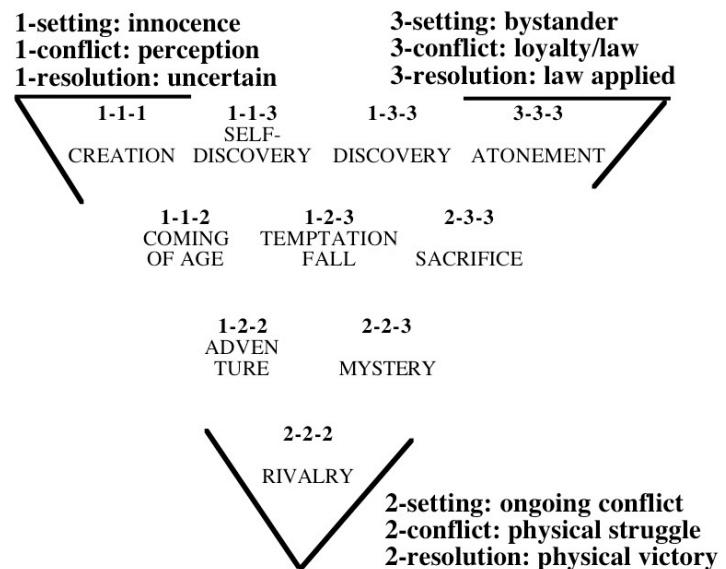 1-setting: innocence
1-conflict: perception
1-resolution: uncertain
3-setting: bystander
3-conflict: loyalty/law
3-resolution: law applied
1-1-1
CREATION
1-1-3
SELF-
DISCOVERY
1-3-3
DISCOVERY
3-3-3
ATONEMENT
1-1-2
COMING
OF AGE
1-2-3
TEMPTATION
FALL
2-3-3
SACRIFICE
1-2-2
ADVEN
TURE
2-2-3
MYSTERY
2-2-2
RIVALRY
2-setting: ongoing conflict
2-conflict: physical struggle
2-resolution: physical victory